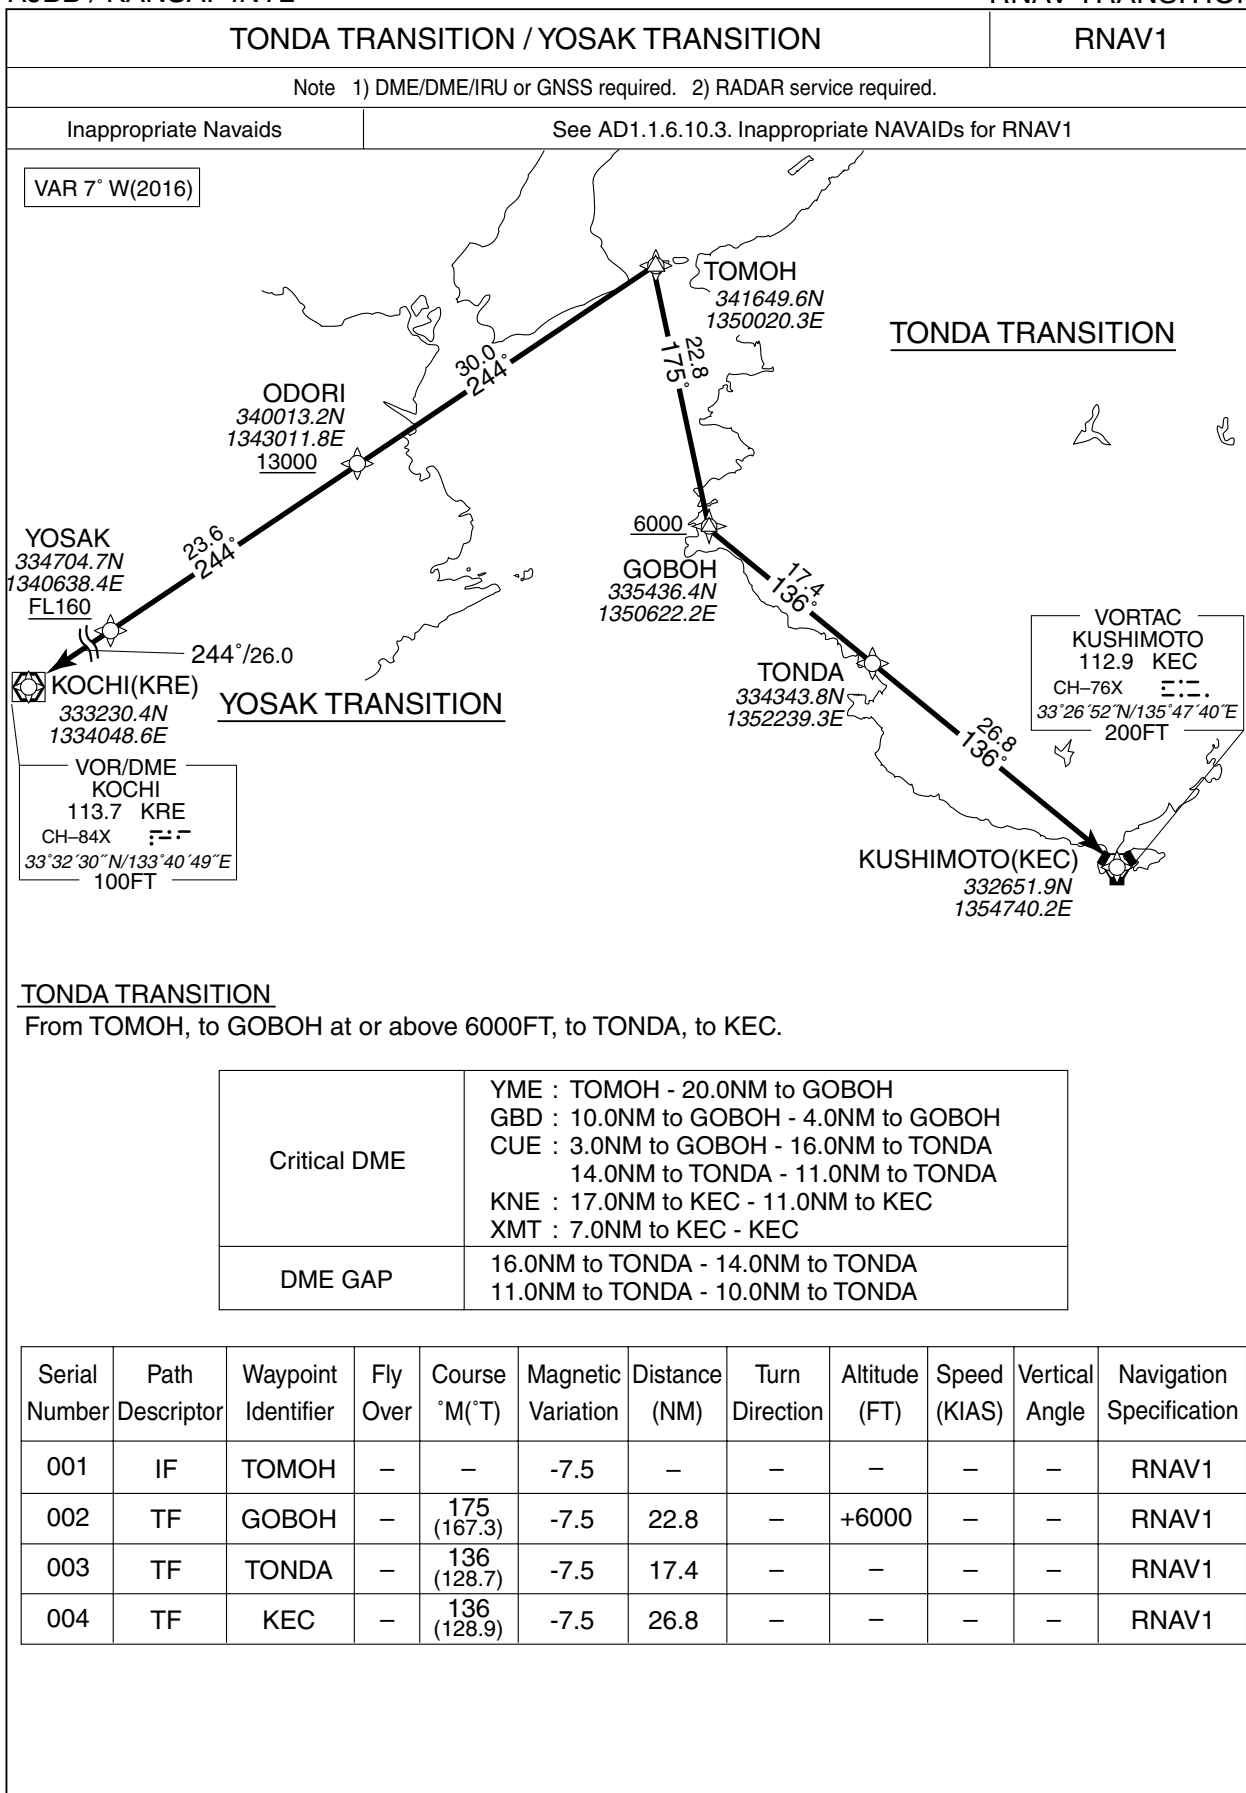 TONDA TRANSITION / YOSAK TRANSITION
RNAV1
Note 1) DME/DME/IRU or GNSS required. 2) RADAR service required.
Inappropriate Navaids
See AD1.1.6.10.3. Inappropriate NAVAIDs for RNAV1
VAR 7˚ W(2016)
TOMOH
341649.6N
1350020.3E
TONDA TRANSITION
30.0
244˚
22.8
175˚
ODORI
340013.2N
1343011.8E
13000
23.6
244˚
YOSAK
334704.7N
1340638.4E
FL160
244˚/26.0
KOCHI(KRE)
333230.4N
1334048.6E
YOSAK TRANSITION
VOR/DME
KOCHI
113.7 KRE
CH–84X
33˚32´30˝N/133˚40´49˝E
100FT
6000
GOBOH
335436.4N
1350622.2E
17.4
136˚
TONDA
334343.8N
1352239.3E
26.8
136˚
VORTAC
KUSHIMOTO
112.9 KEC
CH–76X
33˚26´52˝N/135˚47´40˝E
200FT
KUSHIMOTO(KEC)
332651.9N
1354740.2E
TONDA TRANSITION
From TOMOH, to GOBOH at or above 6000FT, to TONDA, to KEC.
Critical DME
YME : TOMOH - 20.0NM to GOBOH
GBD : 10.0NM to GOBOH - 4.0NM to GOBOH
CUE : 3.0NM to GOBOH - 16.0NM to TONDA
14.0NM to TONDA - 11.0NM to TONDA
KNE : 17.0NM to KEC - 11.0NM to KEC
XMT : 7.0NM to KEC - KEC
DME GAP
16.0NM to TONDA - 14.0NM to TONDA
11.0NM to TONDA - 10.0NM to TONDA
Serial Number Path Descriptor Waypoint Identifier Fly Over Course ˚M(˚T) Magnetic Variation Distance (NM) Turn Direction Altitude (FT) Speed (KIAS) Vertical Angle Navigation Specification
001 IF TOMOH – – -7.5 – – – – – RNAV1
002 TF GOBOH – 175 (167.3) -7.5 22.8 – +6000 – – RNAV1
003 TF TONDA – 136 (128.7) -7.5 17.4 – – – – RNAV1
004 TF KEC – 136 (128.9) -7.5 26.8 – – – – RNAV1